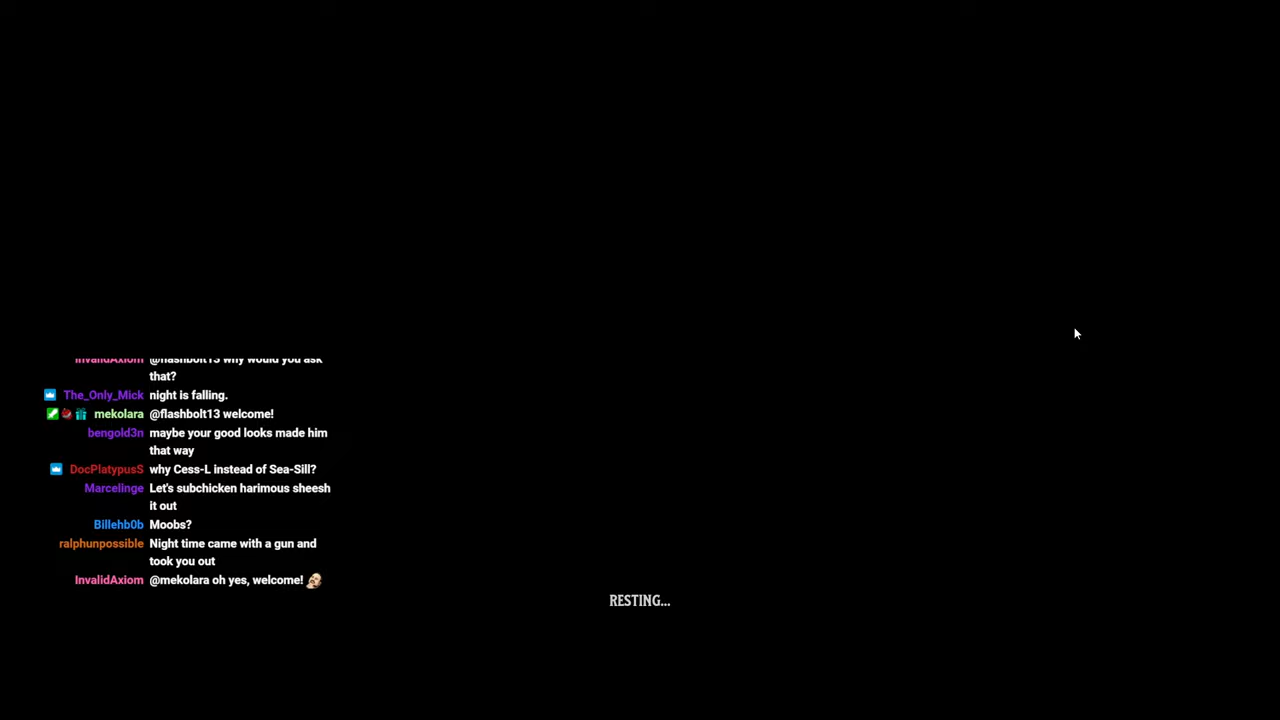 InvalidAxiom @flashbolt13 why would you ask
that?
The_Only_Mick night is falling.
mekolara @flashbolt13 welcome!
bengold3n maybe your good looks made him
that way
DocPlatypusS why Cess-L instead of Sea-Sill?
Marcelinge Let's subchicken harimous sheesh
it out
Billehb0b Moobs?
ralphunpossible Night time came with a gun and
took you out
InvalidAxiom @mekolara oh yes, welcome!
RESTING...